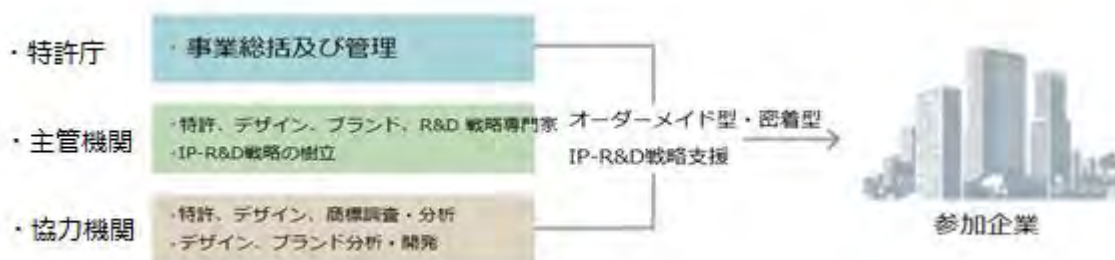 ・特許庁
・事業総括及び管理
・主管機関
・特許、デザイン、ブランド、R&D 戦略専門家
・IP-R&D戦略の樹立
・協力機関
・特許、デザイン、商標調査・分析
・デザイン、ブランド分析・開発
オーダーメイド型・密着型
IP-R&D戦略支援
参加企業